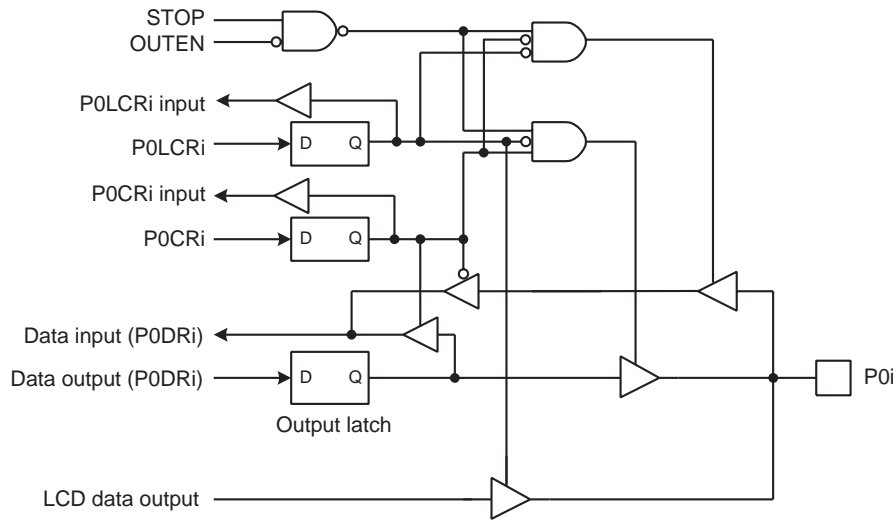 STOP
OUTEN
P0LCRi input
P0LCRi
D Q
P0CRi input
P0CRi
D Q
Data input (P0DRi)
Data output (P0DRi)
D Q
P0i
Output latch
LCD data output